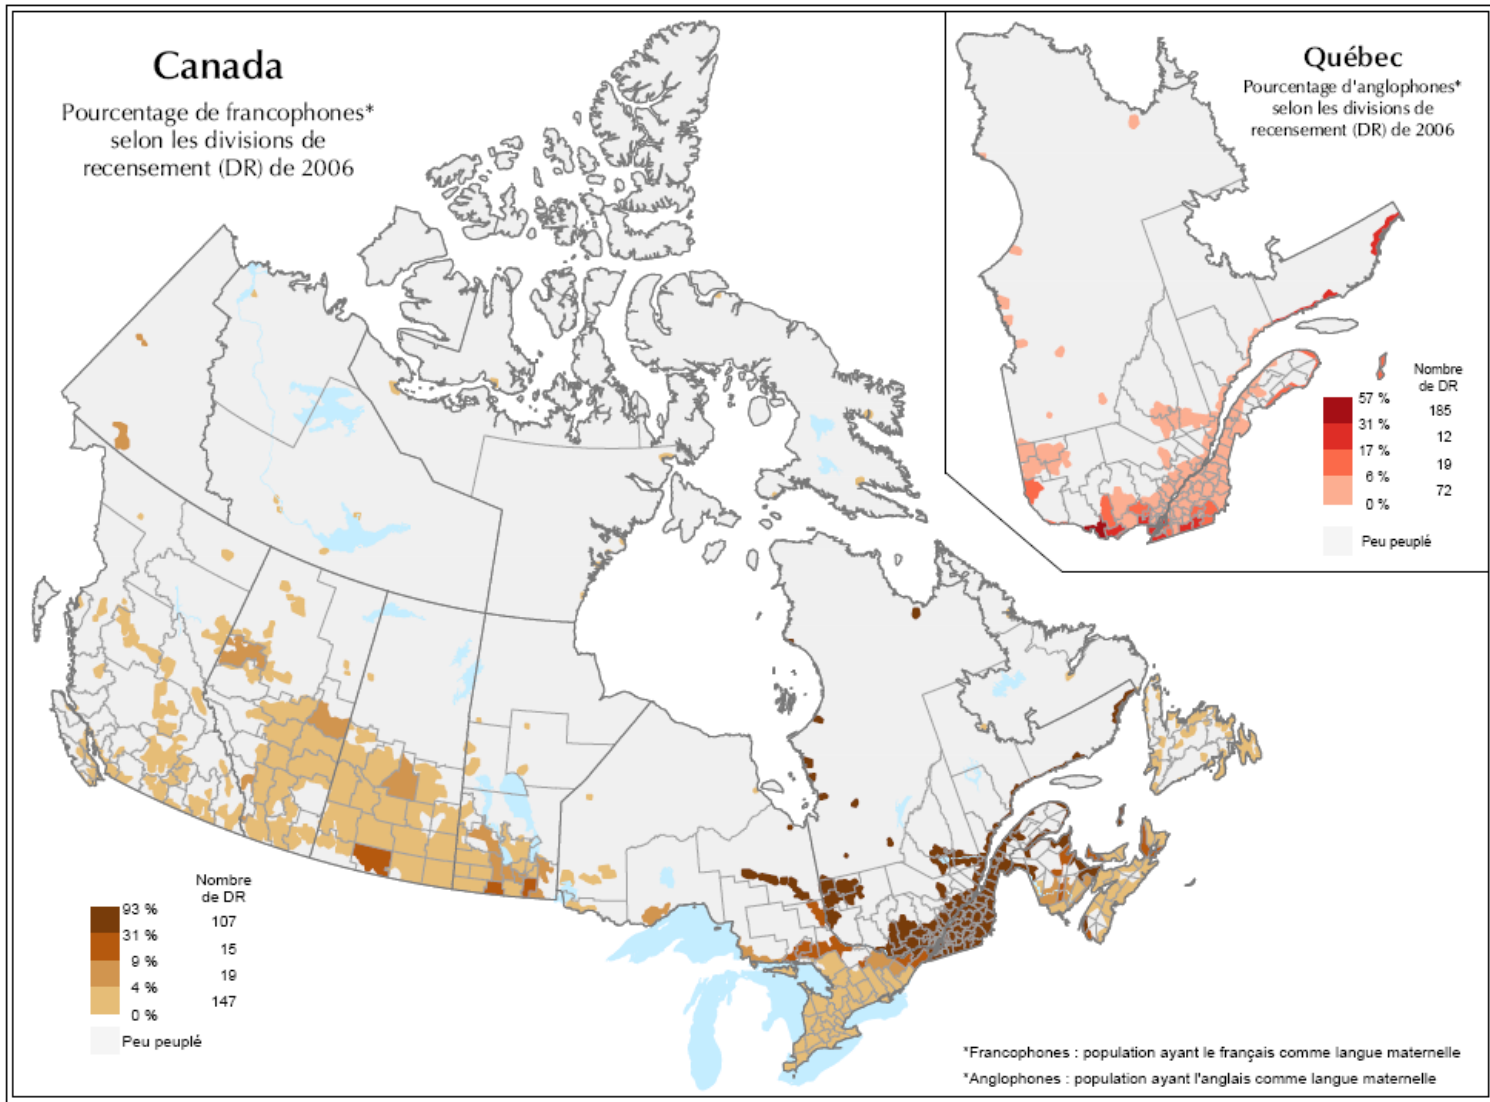 Canada
Pourcentage de francophones*
selon les divisions de
recensement (DR) de 2006
Québec
Pourcentage d'anglophones*
selon les divisions de
recensement (DR) de 2006
Nombre
de DR
57 %
185
31 %
12
17 %
19
6 %
72
0 %
Peu peuplé
Nombre
de DR
93 %
107
31 %
15
9 %
19
4 %
147
0 %
Peu peuplé
*Francophones : population ayant le français comme langue maternelle
*Anglophones : population ayant l'anglais comme langue maternelle